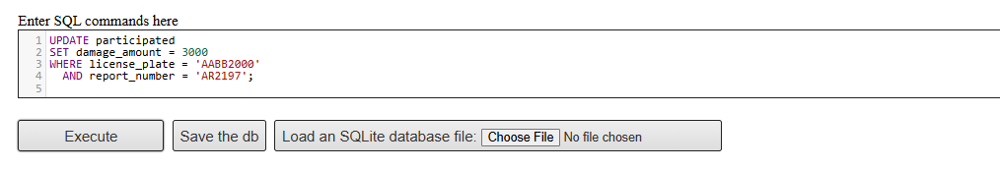 Enter SQL commands here
1 UPDATE participated
2 SET damage_amount = 3000
3 WHERE license_plate = 'AABB2000'
4 AND report_number = 'AR2197';
5
Execute Save the db Load an SQLite database file: Choose File No file chosen